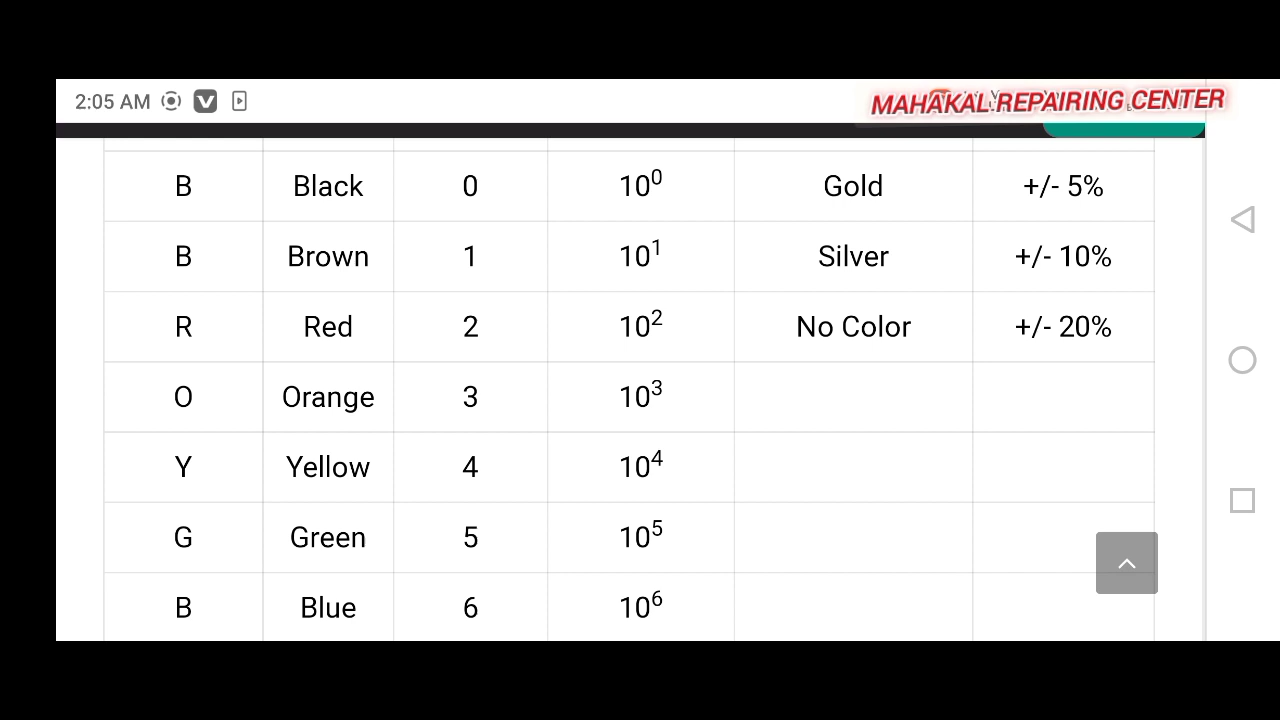 2:05 AM
MAHAKAL REPAIRING CENTER
B Black 0 10⁰ Gold +/- 5%
B Brown 1 10¹ Silver +/- 10%
R Red 2 10² No Color +/- 20%
O Orange 3 10³
Y Yellow 4 10⁴
G Green 5 10⁵
B Blue 6 10⁶